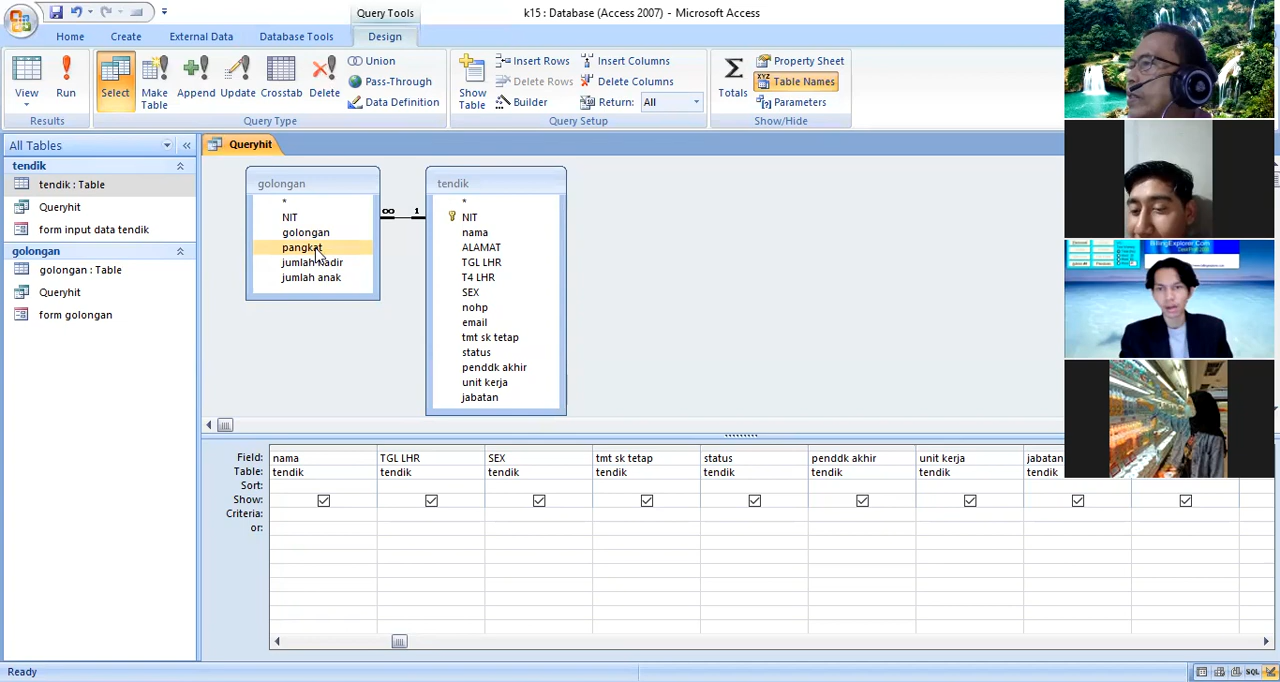 k15 : Database (Access 2007) - Microsoft Access
Query Tools
Home
Create
External Data
Database Tools
Design
View
Run
Results
Select
Make Table
Append
Update
Crosstab
Delete
Union
Pass-Through
Data Definition
Query Type
Show Table
Insert Rows
Delete Rows
Builder
Insert Columns
Delete Columns
Return: All
Query Setup
Totals
Property Sheet
Table Names
Parameters
Show/Hide
All Tables
tendik
tendik : Table
Queryhit
form input data tendik
golongan
golongan : Table
Queryhit
form golongan
Queryhit
golongan
*
NIT
golongan
pangkat
jumlah hadir
jumlah anak
∞ 1
tendik
*
NIT
nama
ALAMAT
TGL LHR
T4 LHR
SEX
nohp
email
tmt sk tetap
status
penddk akhir
unit kerja
jabatan
Field: nama TGL LHR SEX tmt sk tetap status penddk akhir unit kerja jabatan
Table: tendik tendik tendik tendik tendik tendik tendik tendik
Sort:
Show:
Criteria:
or:
Ready
SQL
BillingExplorer.Com